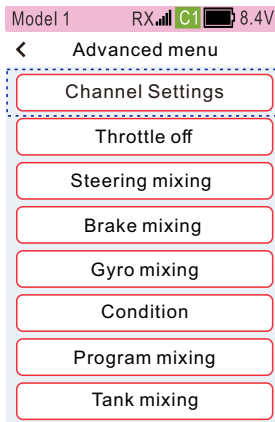 Model 1 RX C1 8.4V
Advanced menu
Channel Settings
Throttle off
Steering mixing
Brake mixing
Gyro mixing
Condition
Program mixing
Tank mixing